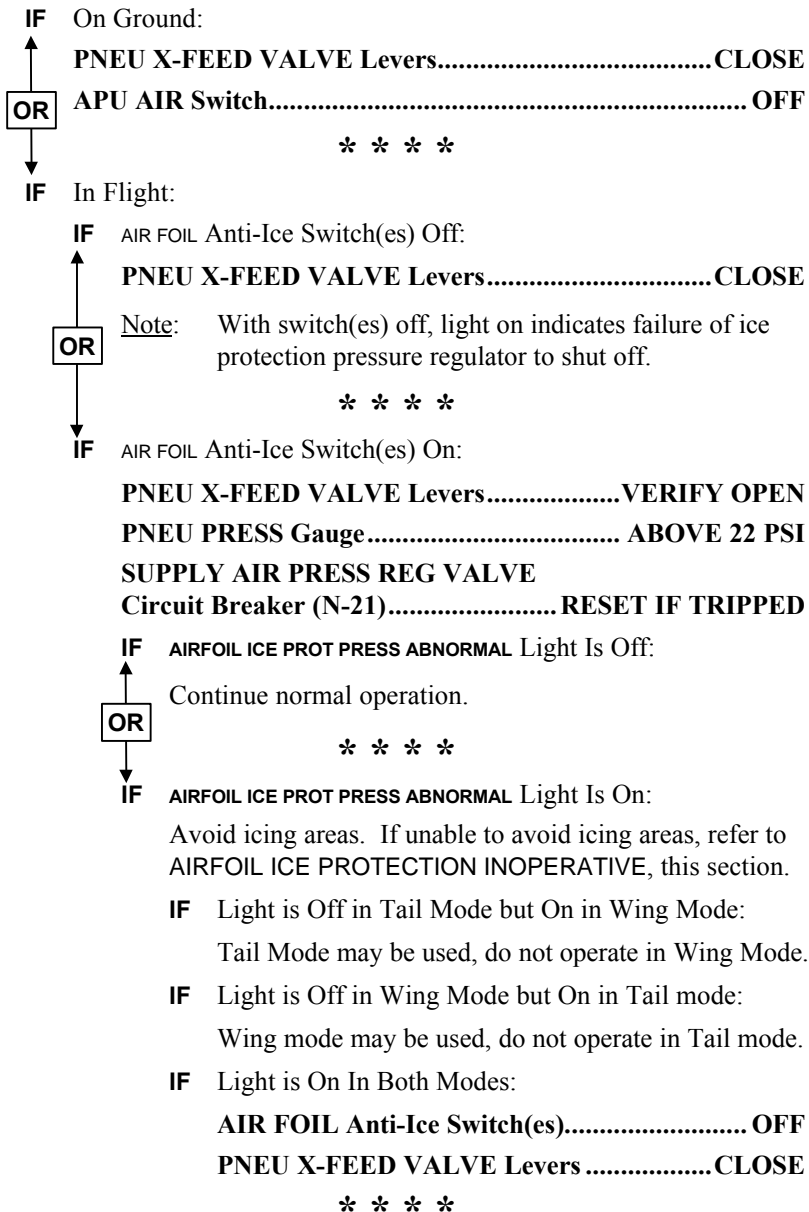 IF On Ground:
PNEU X-FEED VALVE Levers.......................................CLOSE
OR APU AIR Switch.................................................................... OFF
* * * *
IF In Flight:
IF AIR FOIL Anti-Ice Switch(es) Off:
PNEU X-FEED VALVE Levers................................CLOSE
OR Note: With switch(es) off, light on indicates failure of ice
protection pressure regulator to shut off.
* * * *
IF AIR FOIL Anti-Ice Switch(es) On:
PNEU X-FEED VALVE Levers...................VERIFY OPEN
PNEU PRESS Gauge.................................... ABOVE 22 PSI
SUPPLY AIR PRESS REG VALVE
Circuit Breaker (N-21)........................RESET IF TRIPPED
IF AIRFOIL ICE PROT PRESS ABNORMAL Light Is Off:
Continue normal operation.
OR
* * * *
IF AIRFOIL ICE PROT PRESS ABNORMAL Light Is On:
Avoid icing areas. If unable to avoid icing areas, refer to
AIRFOIL ICE PROTECTION INOPERATIVE, this section.
IF Light is Off in Tail Mode but On in Wing Mode:
Tail Mode may be used, do not operate in Wing Mode.
IF Light is Off in Wing Mode but On in Tail mode:
Wing mode may be used, do not operate in Tail mode.
IF Light is On In Both Modes:
AIR FOIL Anti-Ice Switch(es).......................... OFF
PNEU X-FEED VALVE Levers ..................CLOSE
* * * *